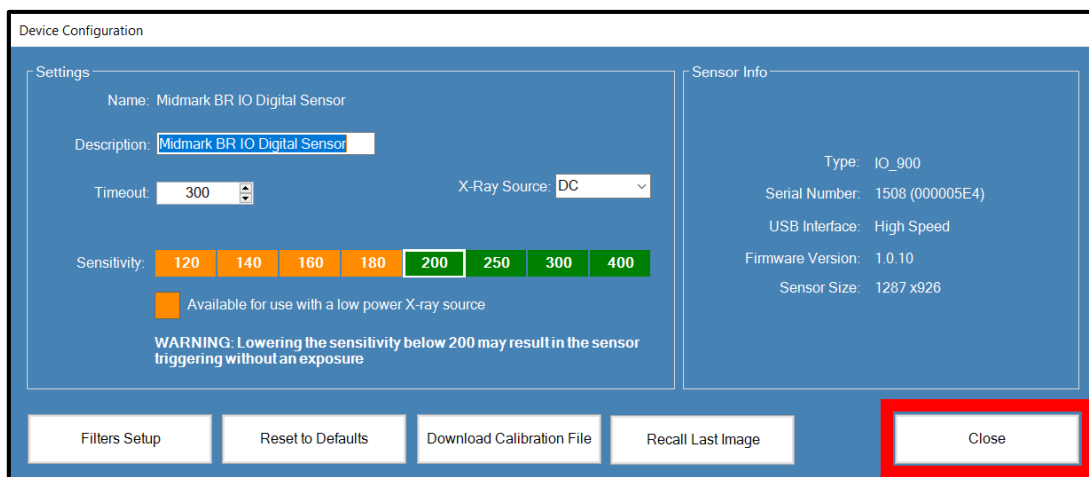 Device Configuration
Settings
Name: Midmark BR IO Digital Sensor
Description: Midmark BR IO Digital Sensor
Timeout: 300
X-Ray Source: DC
Sensitivity: 120 140 160 180 200 250 300 400
Available for use with a low power X-ray source
WARNING: Lowering the sensitivity below 200 may result in the sensor
triggering without an exposure
Sensor Info
Type: IO_900
Serial Number: 1508 (000005E4)
USB Interface: High Speed
Firmware Version: 1.0.10
Sensor Size: 1287 x926
Filters Setup
Reset to Defaults
Download Calibration File
Recall Last Image
Close